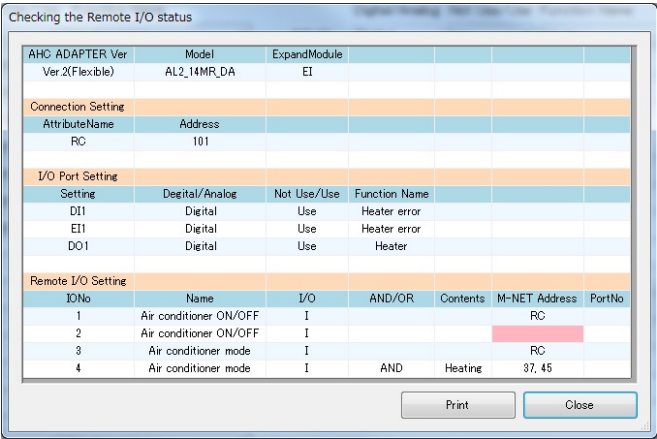 Checking the Remote I/O status
AHC ADAPTER Ver Model ExpandModule
Ver.2(Flexible) AL2_14MR_DA EI
Connection Setting
AttributeName Address
RC 101
I/O Port Setting
Setting Degital/Analog Not Use/Use Function Name
DI1 Digital Use Heater error
EI1 Digital Use Heater error
DO1 Digital Use Heater
Remote I/O Setting
IONo Name I/O AND/OR Contents M-NET Address PortNo
1 Air conditioner ON/OFF I RC
2 Air conditioner ON/OFF I
3 Air conditioner mode I RC
4 Air conditioner mode I AND Heating 37, 45
Print Close